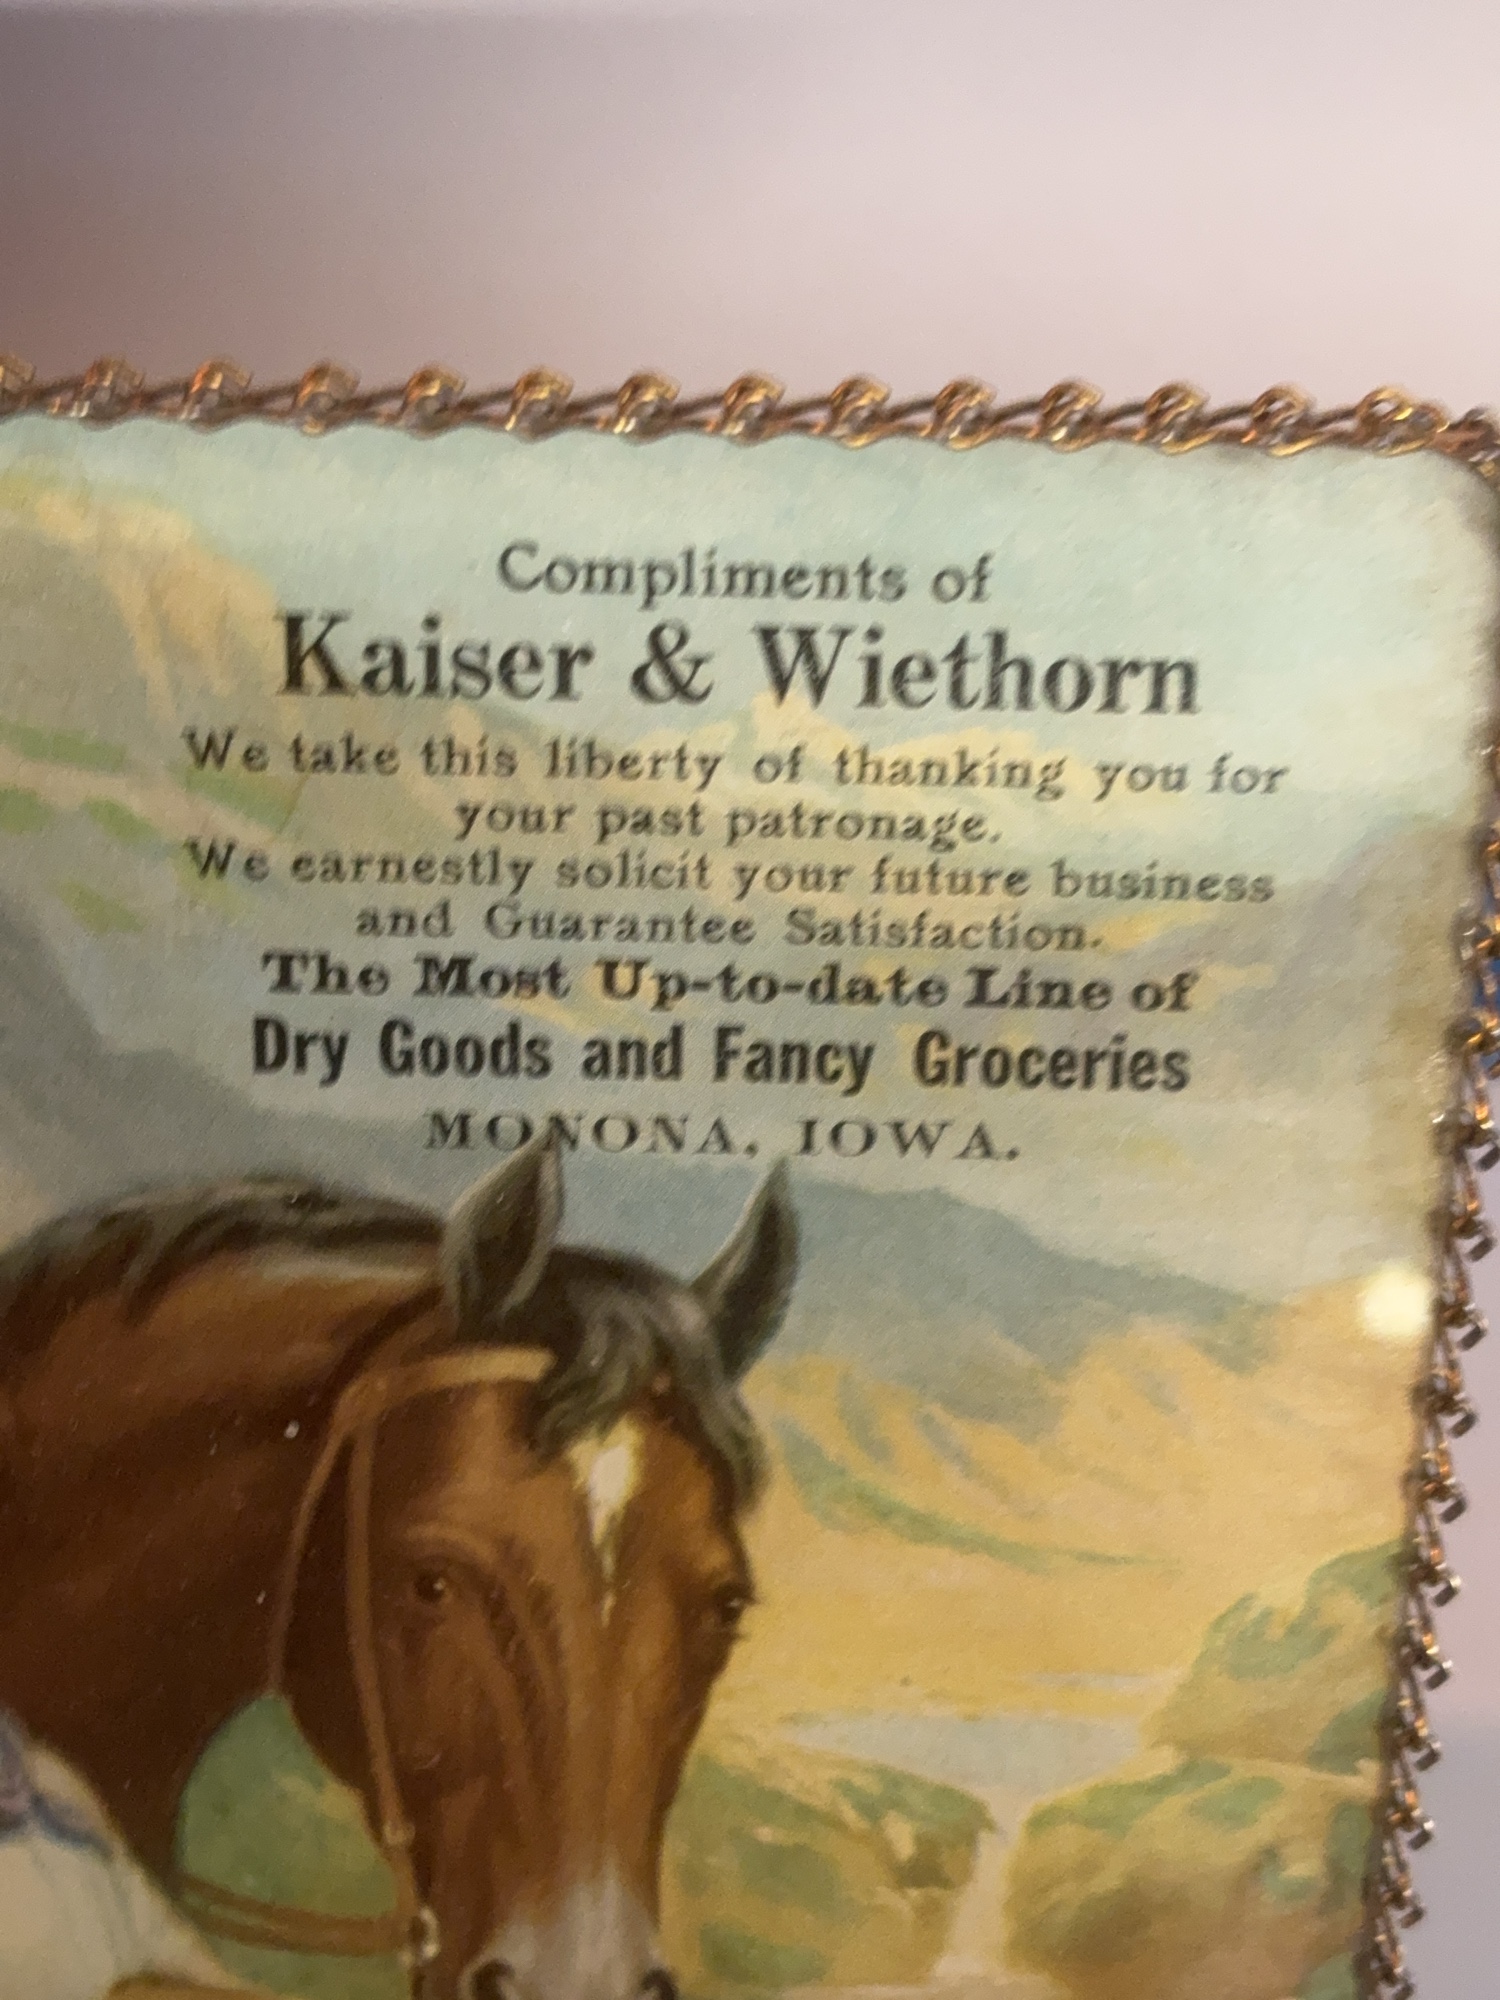 Compliments of
Kaiser & Wiethorn
We take this liberty of thanking you for
your past patronage.
We earnestly solicit your future business
and Guarantee Satisfaction.
The Most Up-to-date Line of
Dry Goods and Fancy Groceries
MONONA, IOWA.